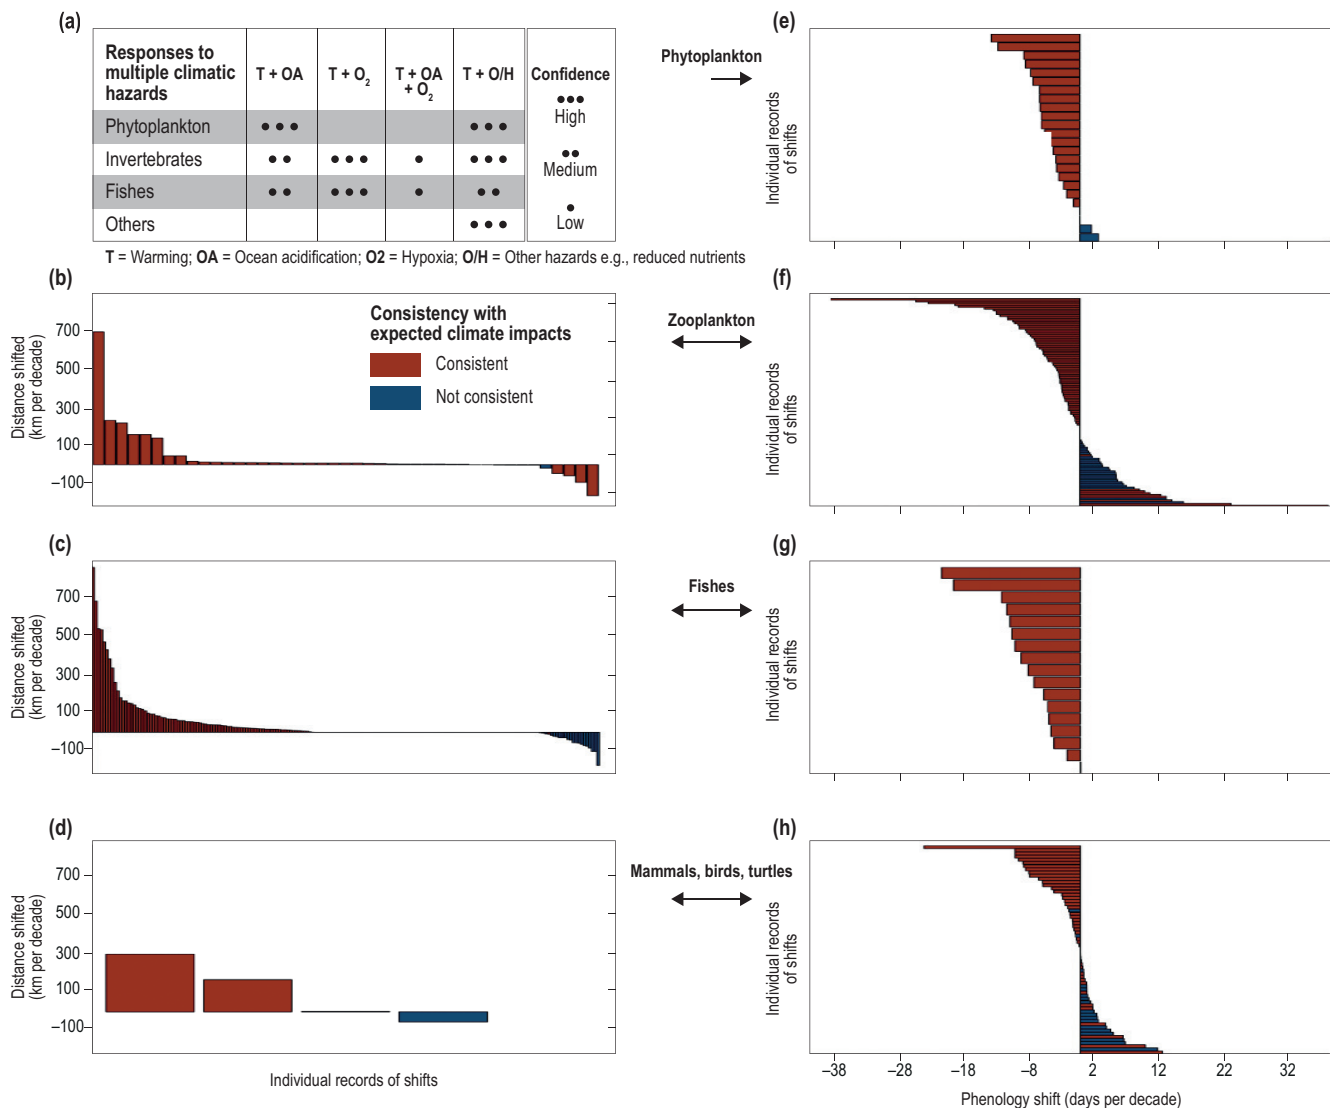 (a)
Responses to
multiple climatic
hazards
T + OA
T + O2
T + OA
+ O2
T + O/H
Confidence
Phytoplankton
Invertebrates
Fishes
Others
High
Medium
Low
T = Warming; OA = Ocean acidification; O2 = Hypoxia; O/H = Other hazards e.g., reduced nutrients
(b)
Distance shifted
(km per decade)
700
500
300
100
–100
Consistency with
expected climate impacts
Consistent
Not consistent
(c)
Distance shifted
(km per decade)
700
500
300
100
–100
(d)
Distance shifted
(km per decade)
700
500
300
100
–100
Individual records of shifts
Phytoplankton
Zooplankton
Fishes
Mammals, birds, turtles
(e)
Individual records
of shifts
(f)
Individual records
of shifts
(g)
Individual records
of shifts
(h)
Individual records
of shifts
–38 –28 –18 –8 2 12 22 32
Phenology shift (days per decade)